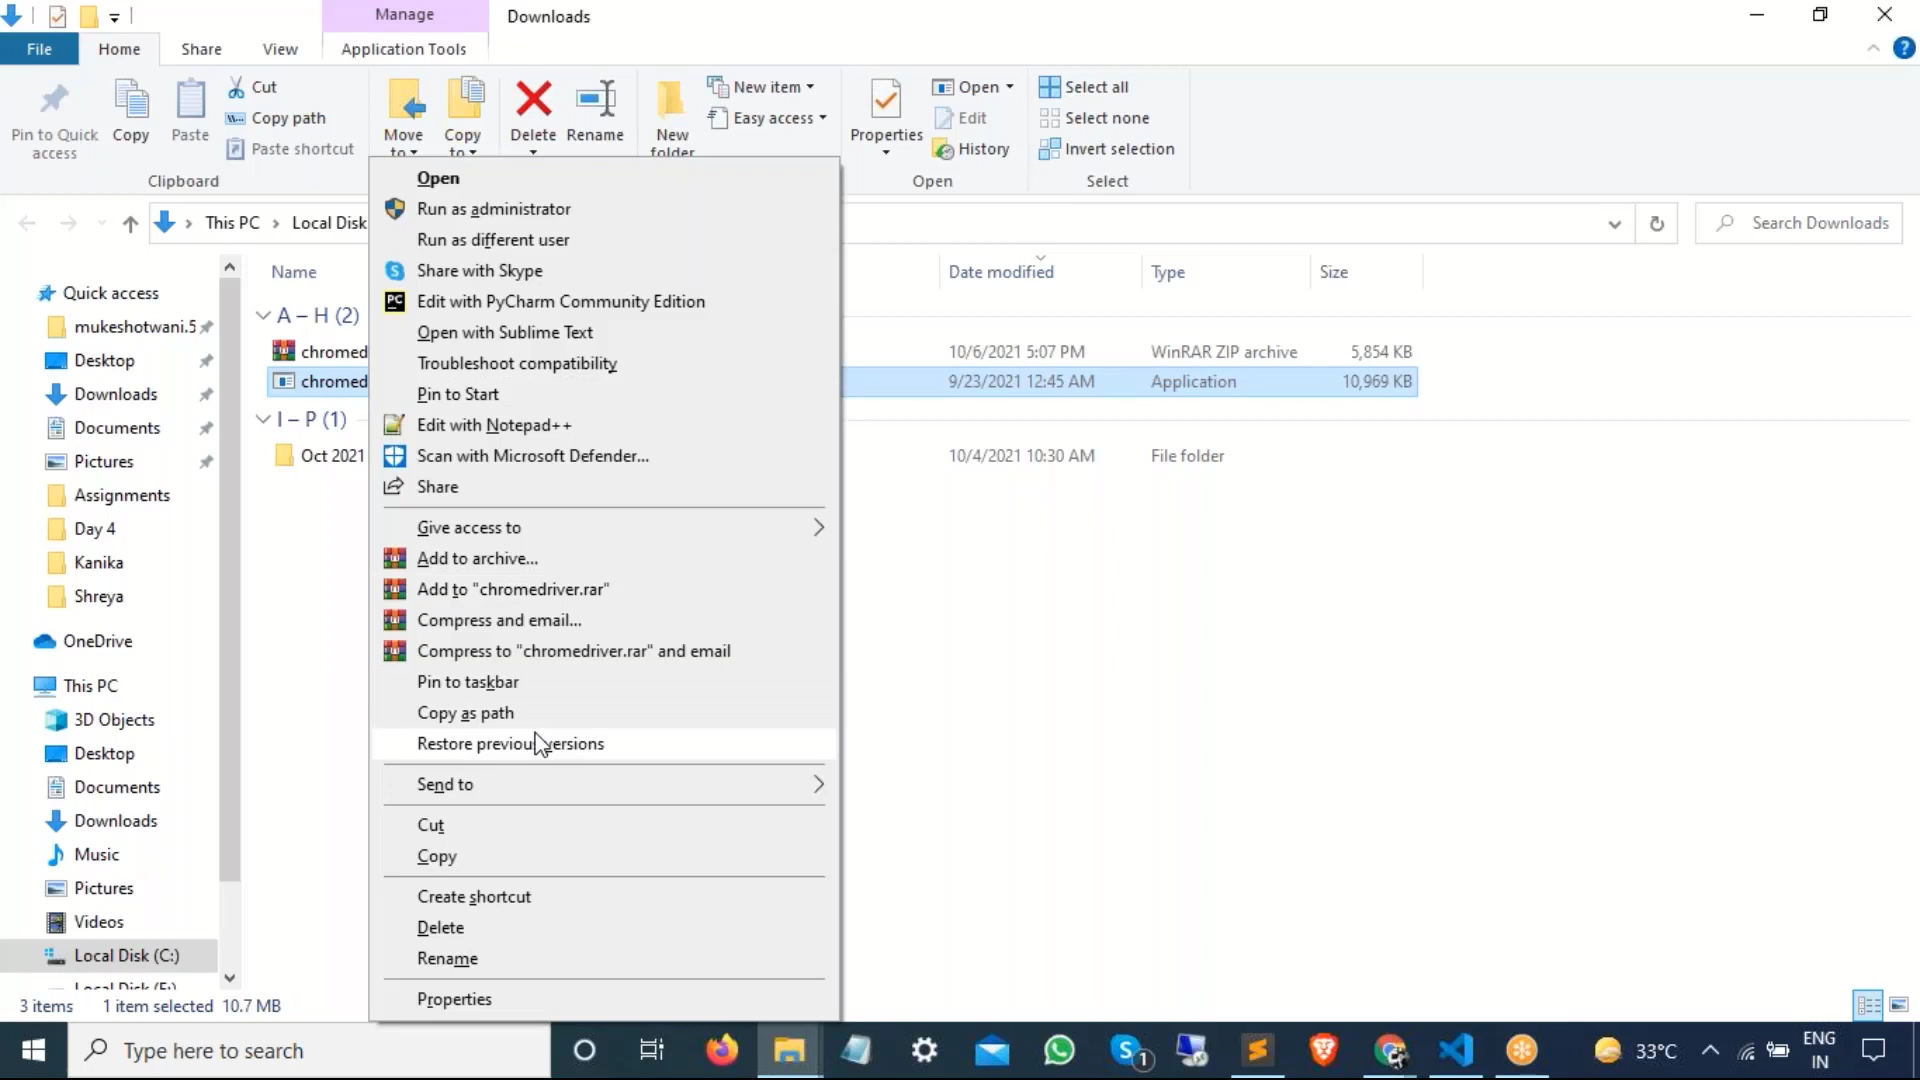 Manage
Downloads
File
Home
Share
View
Application Tools
Pin to Quick access
Copy
Paste
Cut
Copy path
Paste shortcut
Clipboard
Move to
Copy to
Delete
Rename
New folder
New item
Easy access
Properties
Open
Edit
History
Open
Select all
Select none
Invert selection
Select
This PC
Local Disk
Search Downloads
Quick access
mukeshotwani.5
Desktop
Downloads
Documents
Pictures
Assignments
Day 4
Kanika
Shreya
OneDrive
This PC
3D Objects
Desktop
Documents
Downloads
Music
Pictures
Videos
Local Disk (C:)
Name
Date modified
Type
Size
A – H (2)
chromed
10/6/2021 5:07 PM
WinRAR ZIP archive
5,854 KB
chromed
9/23/2021 12:45 AM
Application
10,969 KB
I – P (1)
Oct 2021
10/4/2021 10:30 AM
File folder
Open
Run as administrator
Run as different user
Share with Skype
PC
Edit with PyCharm Community Edition
Open with Sublime Text
Troubleshoot compatibility
Pin to Start
Edit with Notepad++
Scan with Microsoft Defender...
Share
Give access to
Add to archive...
Add to "chromedriver.rar"
Compress and email...
Compress to "chromedriver.rar" and email
Pin to taskbar
Copy as path
Restore previous versions
Send to
Cut
Copy
Create shortcut
Delete
Rename
Properties
3 items
1 item selected 10.7 MB
Type here to search
1
33°C
ENG
IN